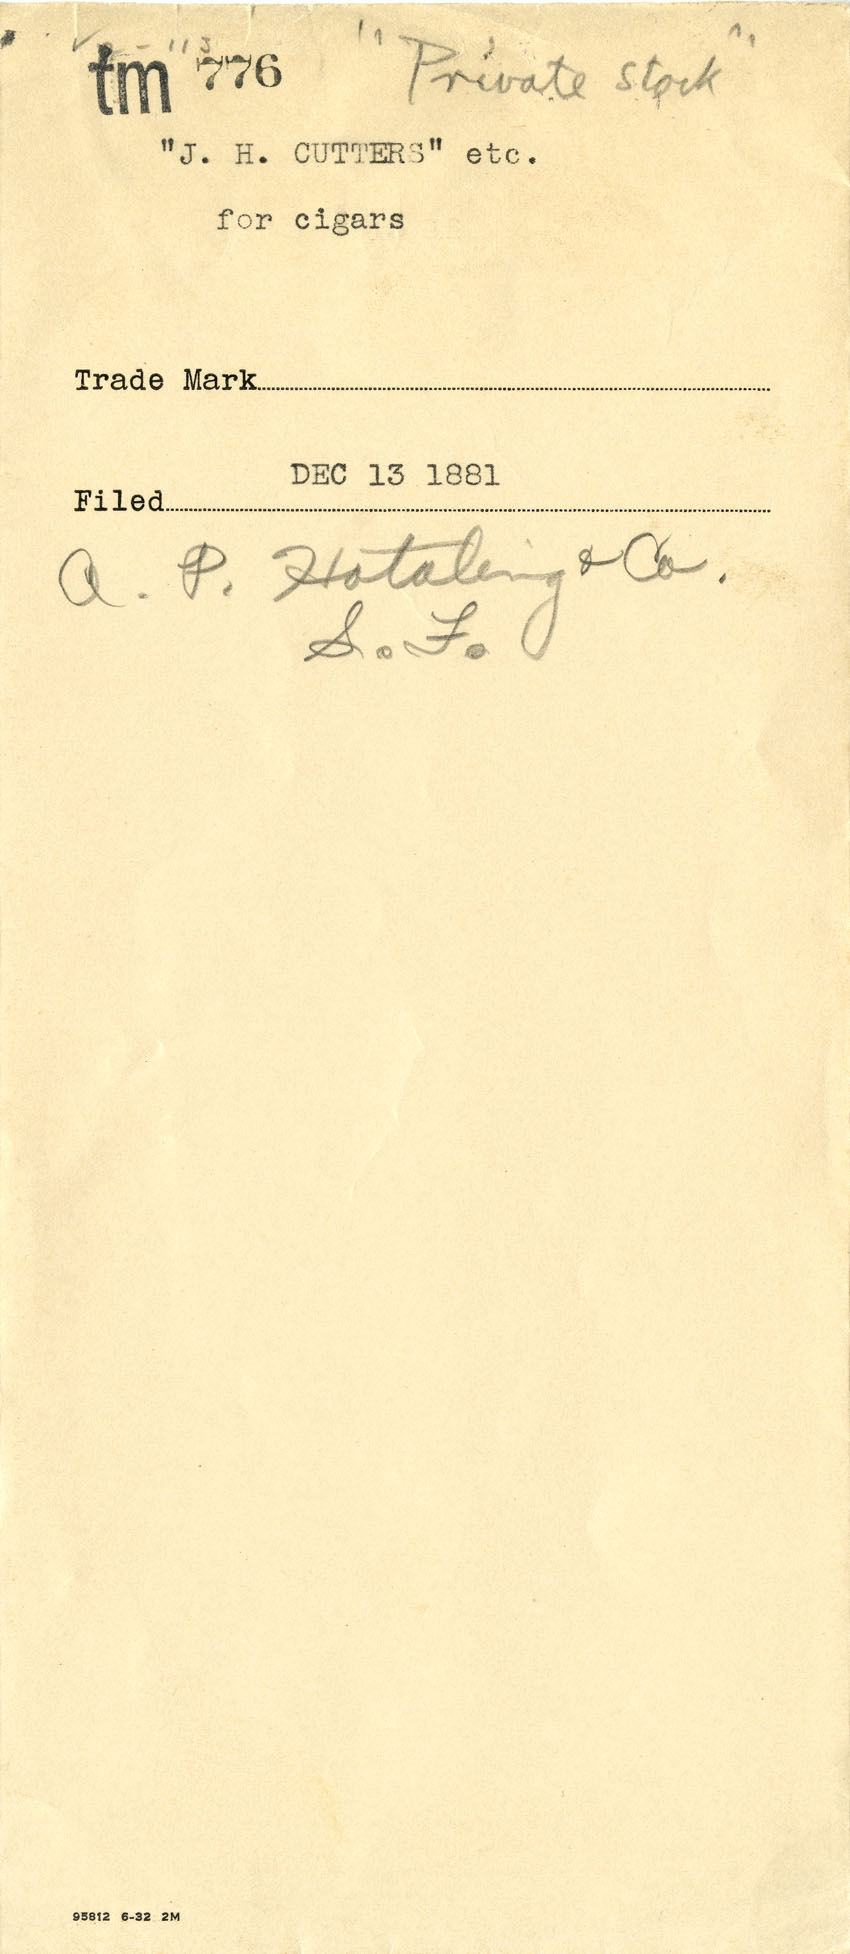 tm 776 "Private stock"
"J. H. CUTTERS" etc.
for cigars
Trade Mark
DEC 13 1881
Filed
A. P. Hotaling & Co.
S. F.
95812 6-32 2M